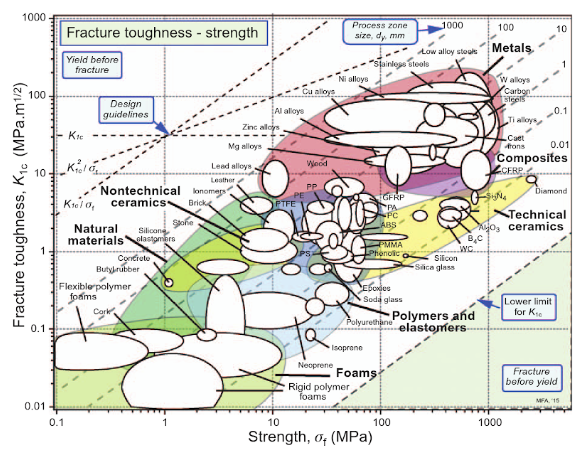 Fracture toughness - strength
Process zone
size, dy, mm
1000
100
10
1
0.1
0.01
Yield before
fracture
Design
guidelines
K1c
K1c²/σf
K1c/σf
Low alloy steels
Metals
Stainless steels
Ni alloys
W alloys
Cu alloys
Carbon
steels
Al alloys
Ti alloys
Zinc alloys
Cast
irons
Mg alloys
Composites
Wood
CFRP
Lead alloys
Leather
Nontechnical
ceramics
Ionomers
PP
PE
GFRP
Si3N4
Diamond
Brick
PTFE
PA
PC
Technical
ceramics
Stone
ABS
Al2O3
Natural
materials
Silicone
elastomers
PMMA
B4C
WC
Concrete
PS
Phenolic
Silicon
Silica glass
Butyl rubber
Flexible polymer
foams
Epoxies
Soda glass
Lower limit
for K1c
Cork
Polymers and
elastomers
Polyurethane
Isoprene
Neoprene
Foams
Rigid polymer
foams
Fracture
before yield
MFA, '15
1000
100
10
1
0.1
0.01
Fracture toughness, K1c (MPa.m1/2)
0.1
1
10
100
1000
Strength, σf (MPa)